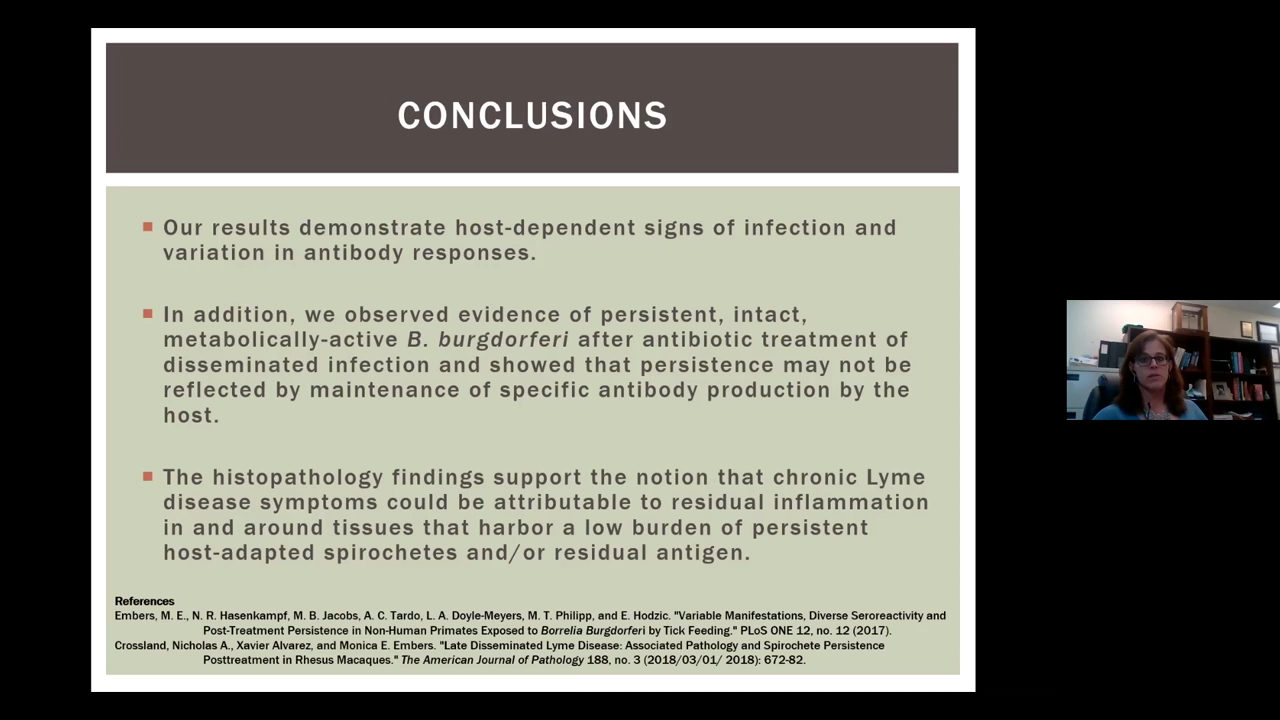 CONCLUSIONS
Our results demonstrate host-dependent signs of infection and
variation in antibody responses.
In addition, we observed evidence of persistent, intact,
metabolically-active B. burgdorferi after antibiotic treatment of
disseminated infection and showed that persistence may not be
reflected by maintenance of specific antibody production by the
host.
The histopathology findings support the notion that chronic Lyme
disease symptoms could be attributable to residual inflammation
in and around tissues that harbor a low burden of persistent
host-adapted spirochetes and/or residual antigen.
References
Embers, M. E., N. R. Hasenkampf, M. B. Jacobs, A. C. Tardo, L. A. Doyle-Meyers, M. T. Philipp, and E. Hodzic. "Variable Manifestations, Diverse Seroreactivity and
Post-Treatment Persistence in Non-Human Primates Exposed to Borrelia Burgdorferi by Tick Feeding." PLoS ONE 12, no. 12 (2017).
Crossland, Nicholas A., Xavier Alvarez, and Monica E. Embers. "Late Disseminated Lyme Disease: Associated Pathology and Spirochete Persistence
Posttreatment in Rhesus Macaques." The American Journal of Pathology 188, no. 3 (2018/03/01/ 2018): 672-82.